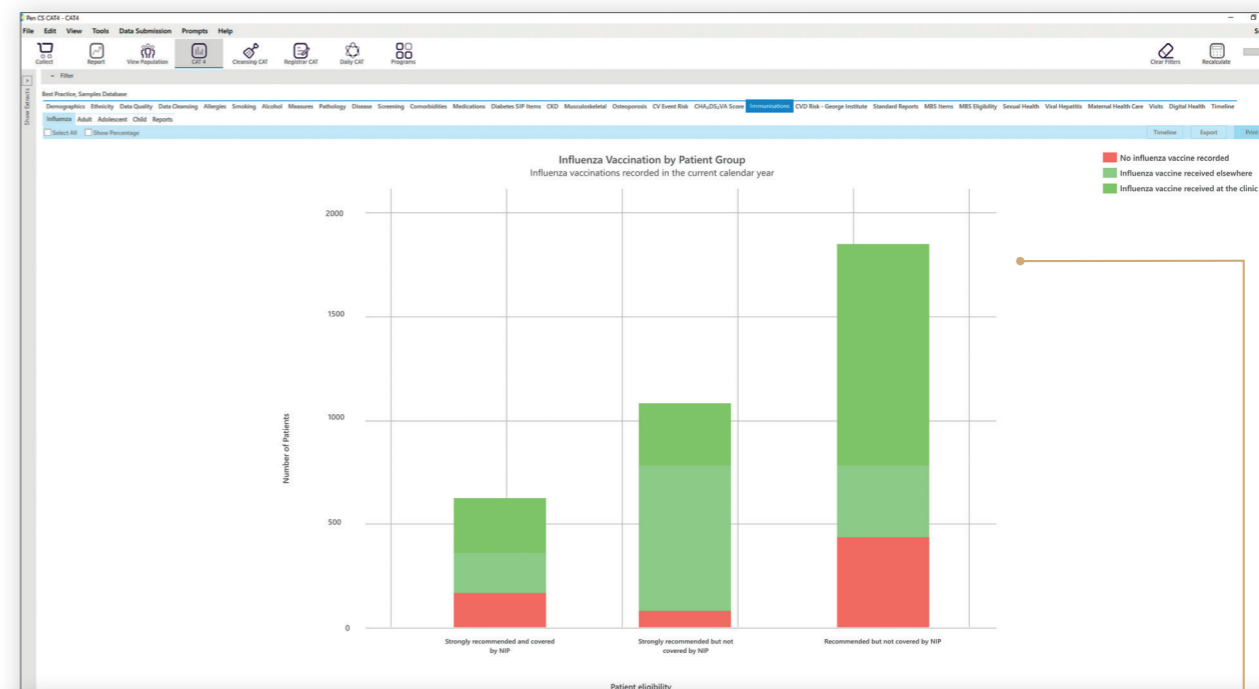 Pen CS CAT4 - CAT4
File Edit View Tools Data Submission Prompts Help
Collect Report View Population CAT 4 Cleansing CAT Registrar CAT Daily CAT Programs Clear Filters Recalculate
Filter
Show Extracts
Best Practice, Samples Database
Demographics Ethnicity Data Quality Data Cleansing Allergies Smoking Alcohol Measures Pathology Disease Screening Comorbidities Medications Diabetes SIP Items CKD Musculoskeletal Osteoporosis CV Event Risk CHA₂DS₂VA Score Immunisations CVD Risk - George Institute Standard Reports MBS Items MBS Eligibility Sexual Health Viral Hepatitis Maternal Health Care Visits Digital Health Timeline
Influenza Adult Adolescent Child Reports
Select All Show Percentage Timeline Export Print
Influenza Vaccination by Patient Group
Influenza vaccinations recorded in the current calendar year
No influenza vaccine recorded
Influenza vaccine received elsewhere
Influenza vaccine received at the clinic
2000
1500
1000
500
0
Number of Patients
Strongly recommended and covered
by NIP
Strongly recommended but not
covered by NIP
Recommended but not covered by NIP
Patient eligibility